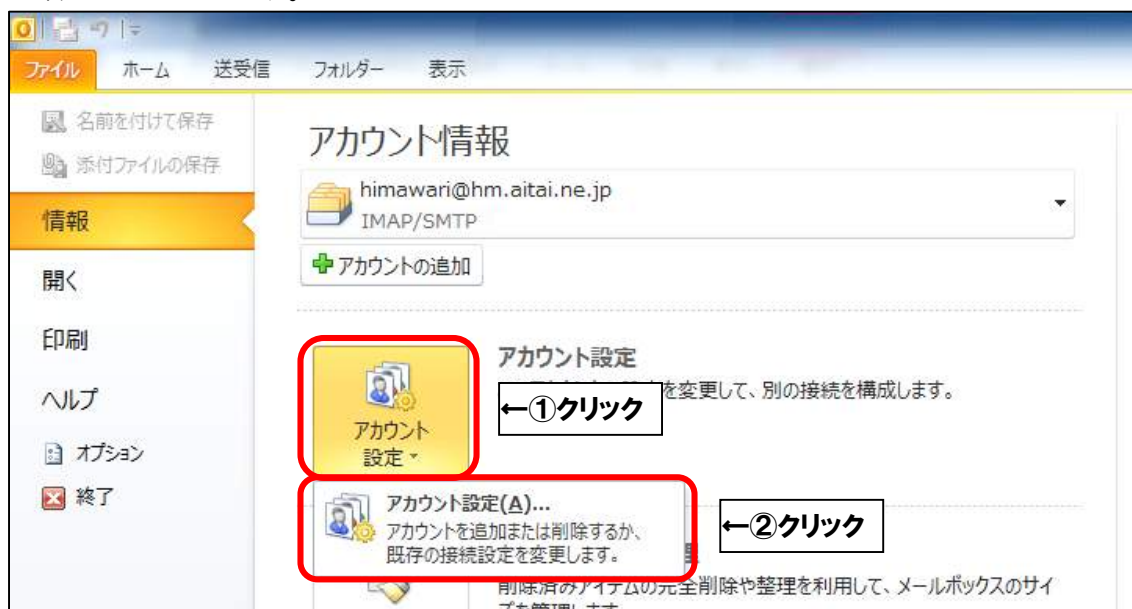 ファイル ホーム 送受信 フォルダー 表示
名前を付けて保存
添付ファイルの保存
情報
開く
印刷
ヘルプ
オプション
終了
アカウント情報
himawari@hm.aitai.ne.jp
IMAP/SMTP
アカウントの追加
アカウント
設定
アカウント設定
を変更して、別の接続を構成します。
←①クリック
アカウント設定(A)...
アカウントを追加または削除するか、
既存の接続設定を変更します。
←②クリック
削除済みアイテムの完全削除や整理を利用して、メールボックスのサイ
ズを管理します